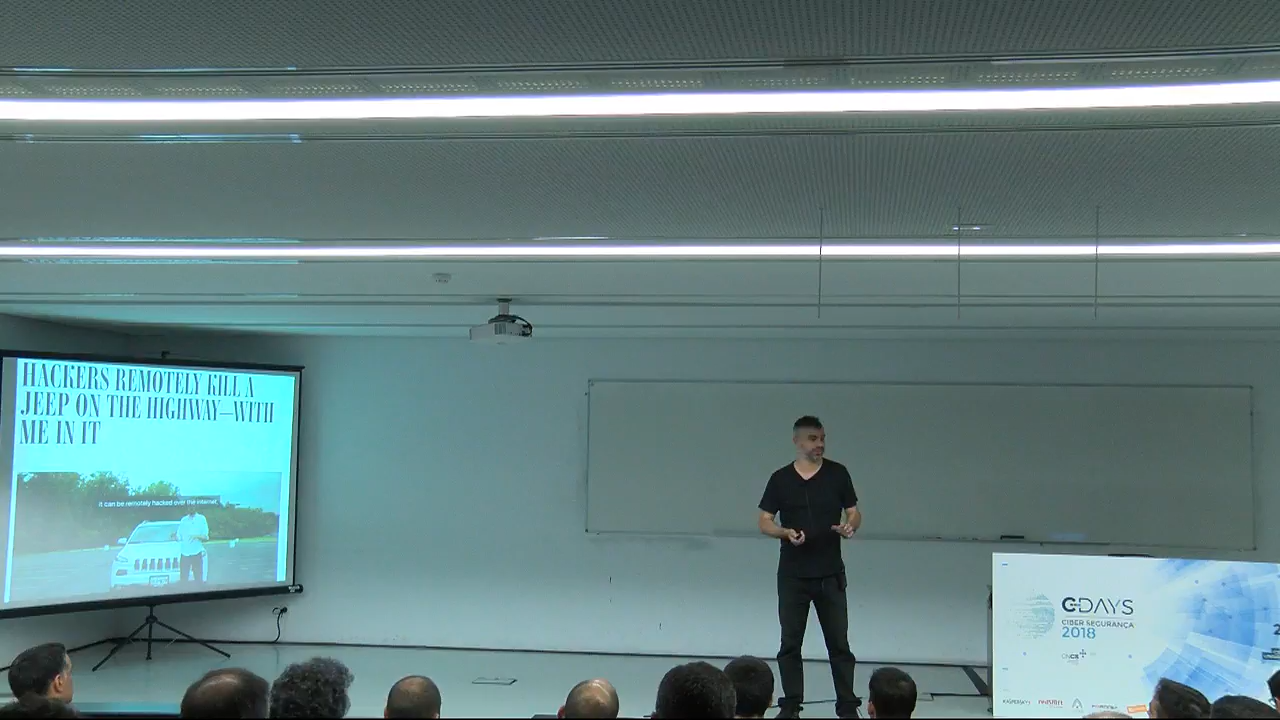 HACKERS REMOTELY KILL A
JEEP ON THE HIGHWAY—WITH
ME IN IT
It can be remotely hacked over the internet,
C-DAYS
CIBER SEGURANÇA
2018
CNCS